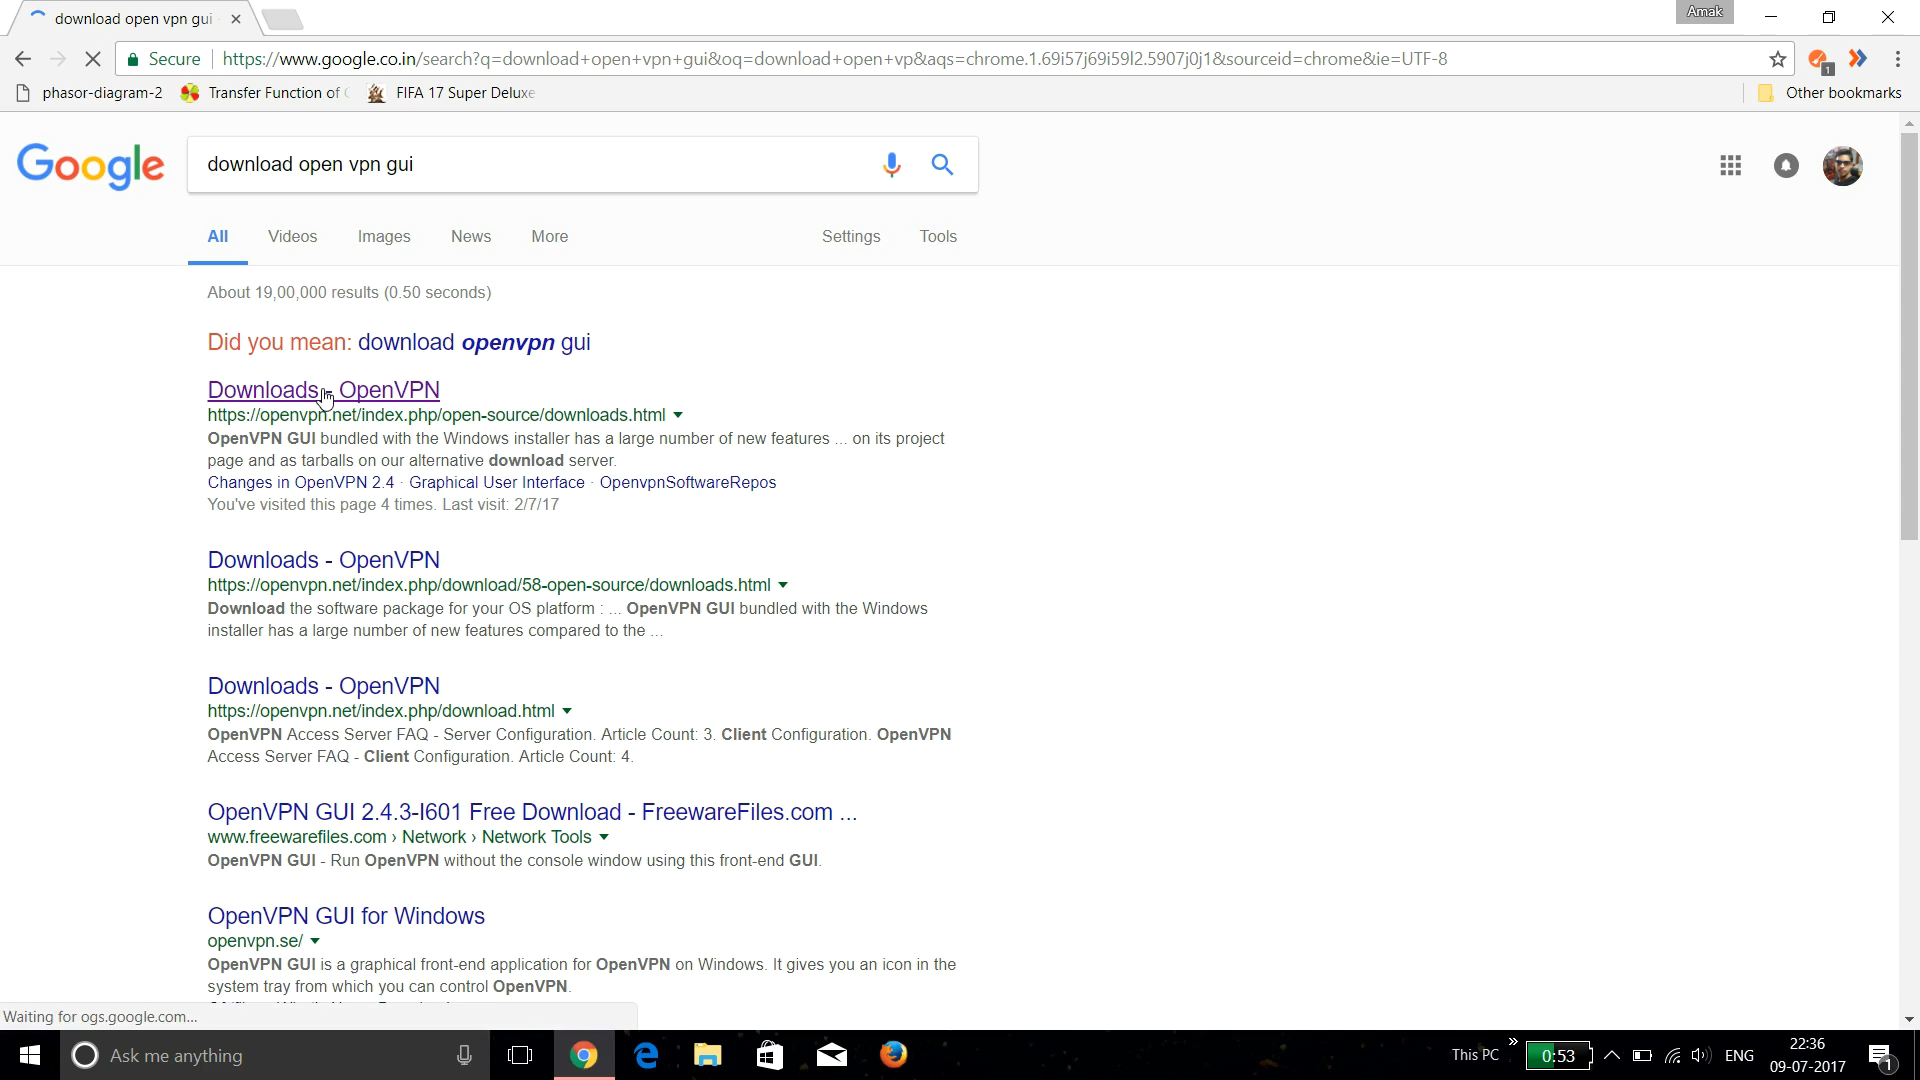 download open vpn gui
Amak
Secure
https://www.google.co.in/search?q=download+open+vpn+gui&oq=download+open+vp&aqs=chrome.1.69i57j69i59l2.5907j0j1&sourceid=chrome&ie=UTF-8
1
phasor-diagram-2
Transfer Function of
FIFA 17 Super Deluxe
Other bookmarks
Google
download open vpn gui
All
Videos
Images
News
More
Settings
Tools
About 19,00,000 results (0.50 seconds)
Did you mean: download openvpn gui
Downloads - OpenVPN
https://openvpn.net/index.php/open-source/downloads.html
OpenVPN GUI bundled with the Windows installer has a large number of new features ... on its project
page and as tarballs on our alternative download server.
Changes in OpenVPN 2.4 · Graphical User Interface · OpenvpnSoftwareRepos
You've visited this page 4 times. Last visit: 2/7/17
Downloads - OpenVPN
https://openvpn.net/index.php/download/58-open-source/downloads.html
Download the software package for your OS platform : ... OpenVPN GUI bundled with the Windows
installer has a large number of new features compared to the ...
Downloads - OpenVPN
https://openvpn.net/index.php/download.html
OpenVPN Access Server FAQ - Server Configuration. Article Count: 3. Client Configuration. OpenVPN
Access Server FAQ - Client Configuration. Article Count: 4.
OpenVPN GUI 2.4.3-I601 Free Download - FreewareFiles.com ...
www.freewarefiles.com › Network › Network Tools
OpenVPN GUI - Run OpenVPN without the console window using this front-end GUI.
OpenVPN GUI for Windows
openvpn.se/
OpenVPN GUI is a graphical front-end application for OpenVPN on Windows. It gives you an icon in the
system tray from which you can control OpenVPN.
Waiting for ogs.google.com...
Ask me anything
This PC
0:53
ENG
22:36
09-07-2017
1